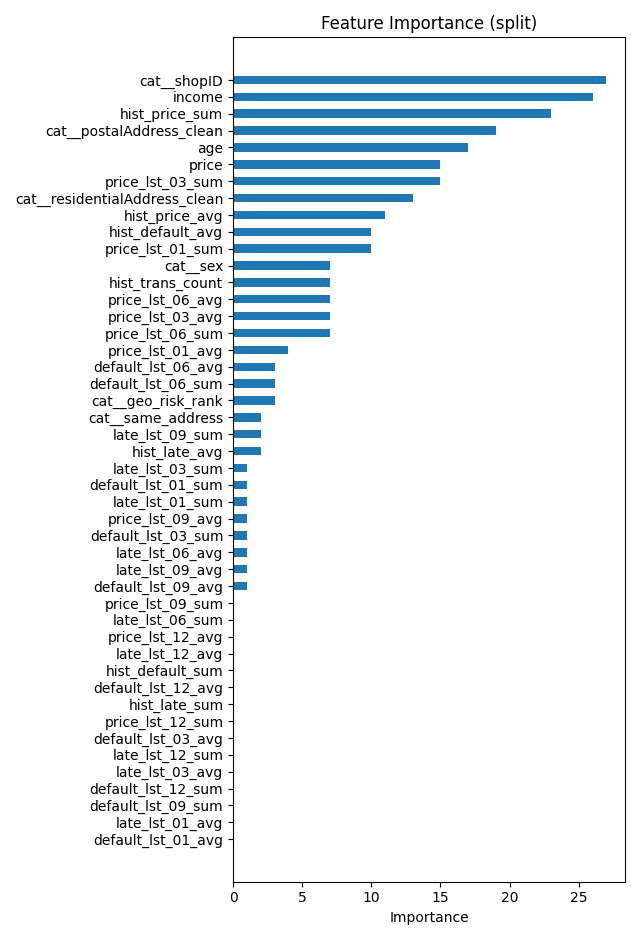 Feature Importance (split)
cat__shopID
income
hist_price_sum
cat__postalAddress_clean
age
price
price_lst_03_sum
cat__residentialAddress_clean
hist_price_avg
hist_default_avg
price_lst_01_sum
cat__sex
hist_trans_count
price_lst_06_avg
price_lst_03_avg
price_lst_06_sum
price_lst_01_avg
default_lst_06_avg
default_lst_06_sum
cat__geo_risk_rank
cat__same_address
late_lst_09_sum
hist_late_avg
late_lst_03_sum
default_lst_01_sum
late_lst_01_sum
price_lst_09_avg
default_lst_03_sum
late_lst_06_avg
late_lst_09_avg
default_lst_09_avg
price_lst_09_sum
late_lst_06_sum
price_lst_12_avg
late_lst_12_avg
hist_default_sum
default_lst_12_avg
hist_late_sum
price_lst_12_sum
default_lst_03_avg
late_lst_12_sum
late_lst_03_avg
default_lst_12_sum
default_lst_09_sum
late_lst_01_avg
default_lst_01_avg
0 5 10 15 20 25
Importance